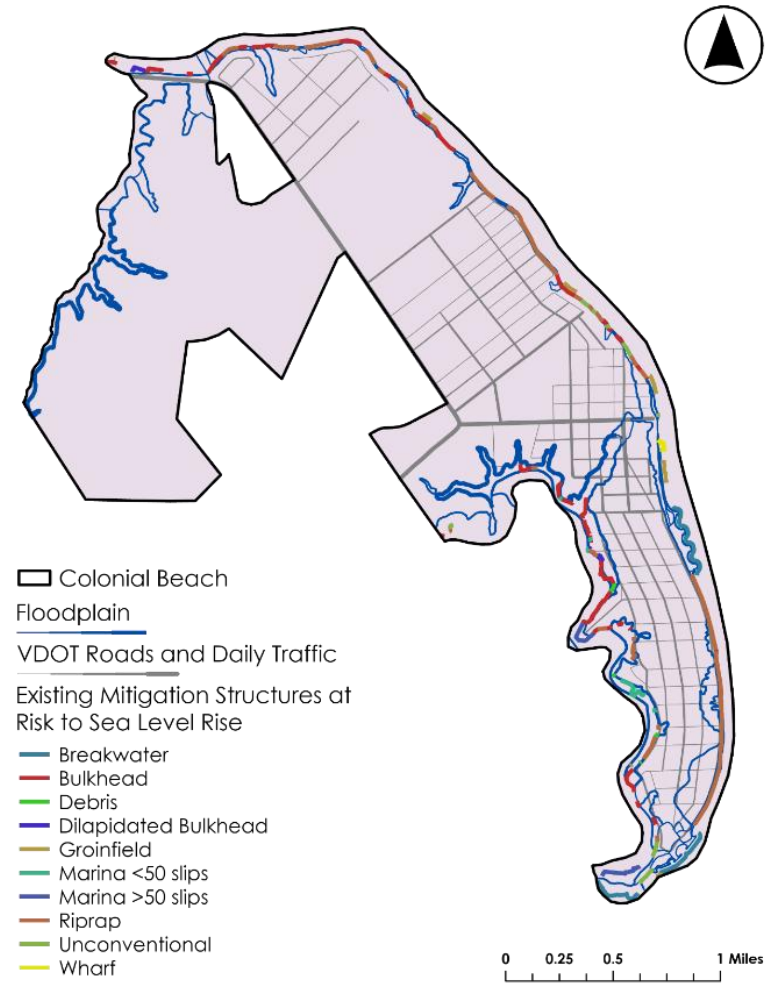 Colonial Beach
Floodplain
VDOT Roads and Daily Traffic
Existing Mitigation Structures at
Risk to Sea Level Rise
Breakwater
Bulkhead
Debris
Dilapidated Bulkhead
Groinfield
Marina <50 slips
Marina >50 slips
Riprap
Unconventional
Wharf
0 0.25 0.5 1 Miles